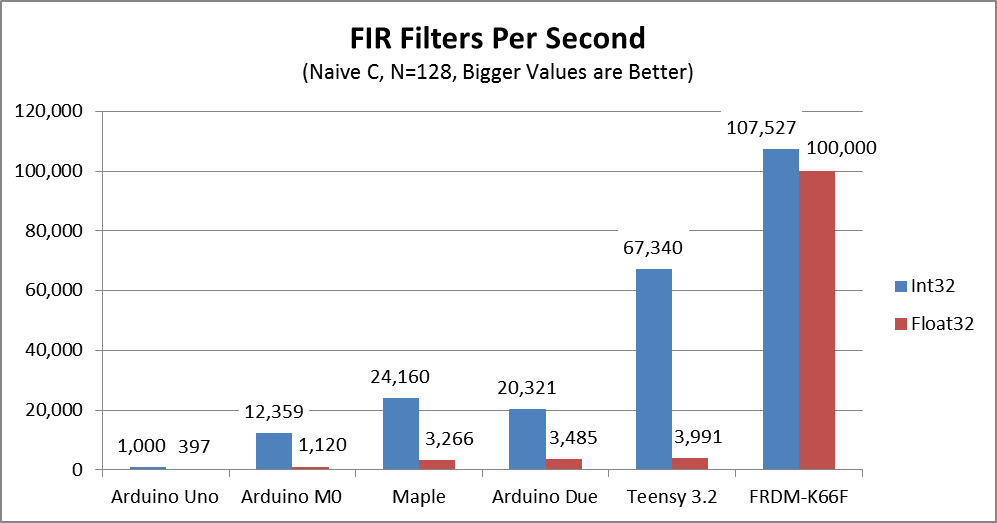 FIR Filters Per Second
(Naive C, N=128, Bigger Values are Better)
120,000
100,000
80,000
60,000
40,000
20,000
0
1,000 397
12,359
1,120
24,160
3,266
20,321
3,485
67,340
3,991
107,527
100,000
Arduino Uno
Arduino M0
Maple
Arduino Due
Teensy 3.2
FRDM-K66F
Int32
Float32